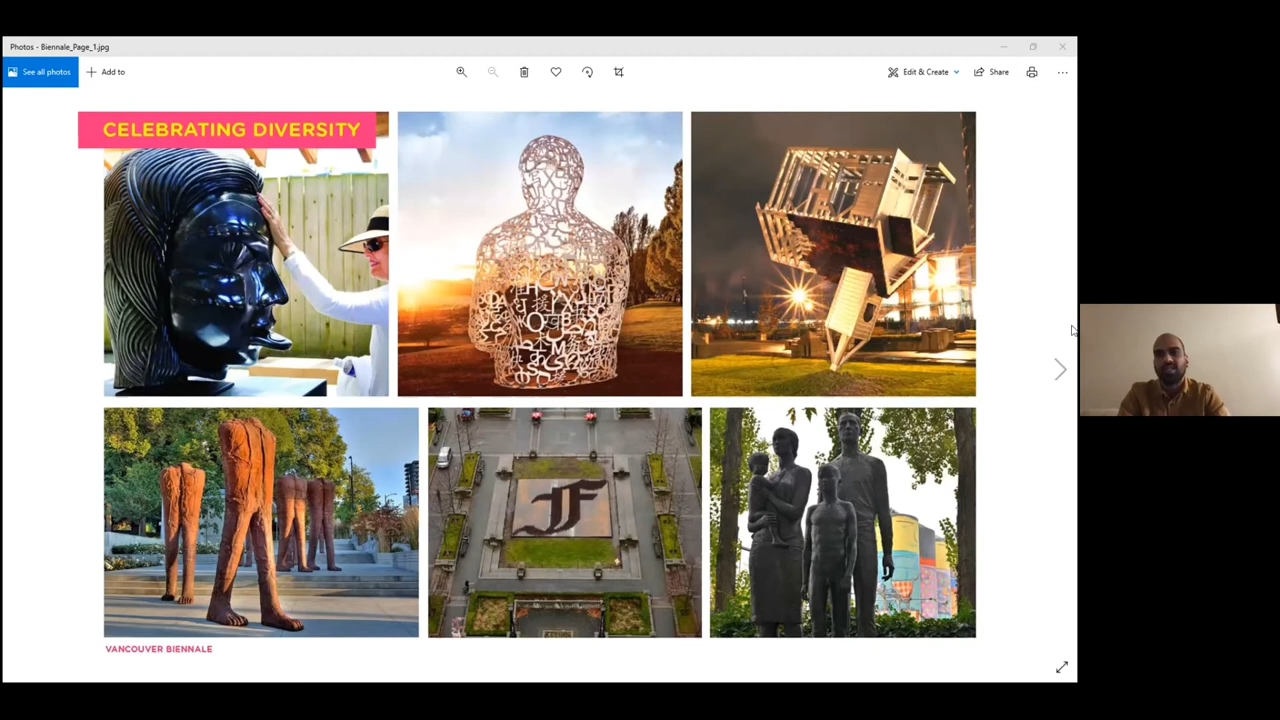 Photos - Biennale_Page_1.jpg
See all photos
Add to
Edit & Create
Share
CELEBRATING DIVERSITY
VANCOUVER BIENNALE